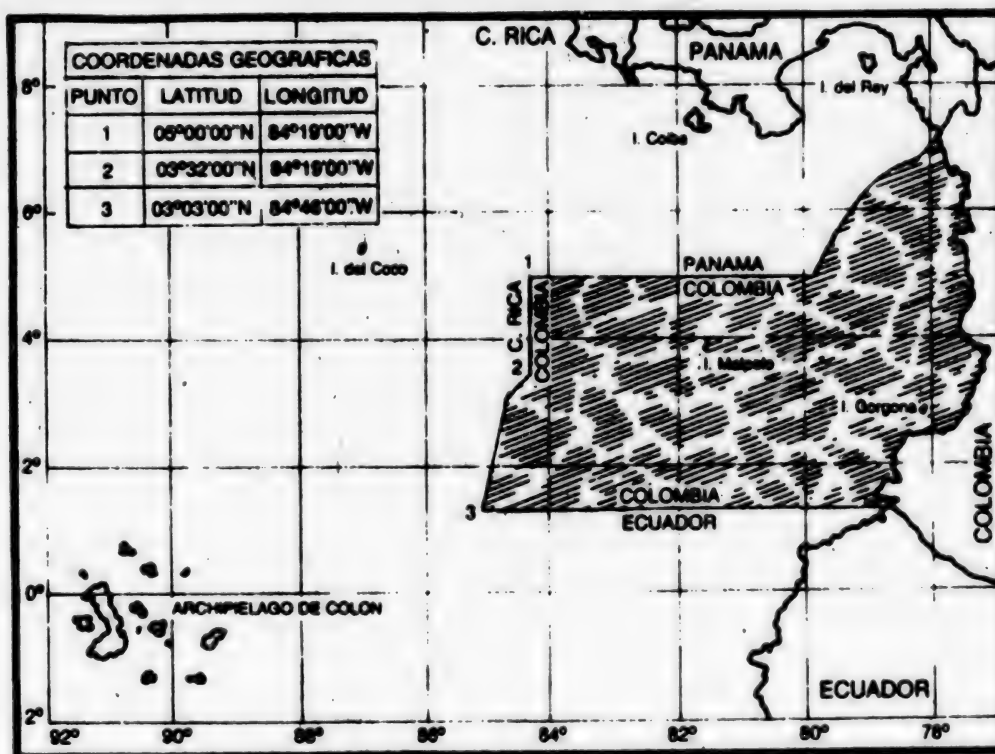 C. RICA
PANAMA
COORDENADAS GEOGRAFICAS
PUNTO LATITUD LONGITUD
1 05°00'00"N 84°19'00"W
2 03°32'00"N 84°19'00"W
3 03°03'00"N 84°46'00"W
8°
I. del Rey
I. Coiba
6°
I. del Coco
1
PANAMA
COLOMBIA
C. RICA
COLOMBIA
4°
2
I. Malpelo
I. Gorgona
2°
COLOMBIA
3
ECUADOR
COLOMBIA
0°
ARCHIPIELAGO DE COLON
ECUADOR
2°
92° 90° 88° 86° 84° 82° 80° 78°